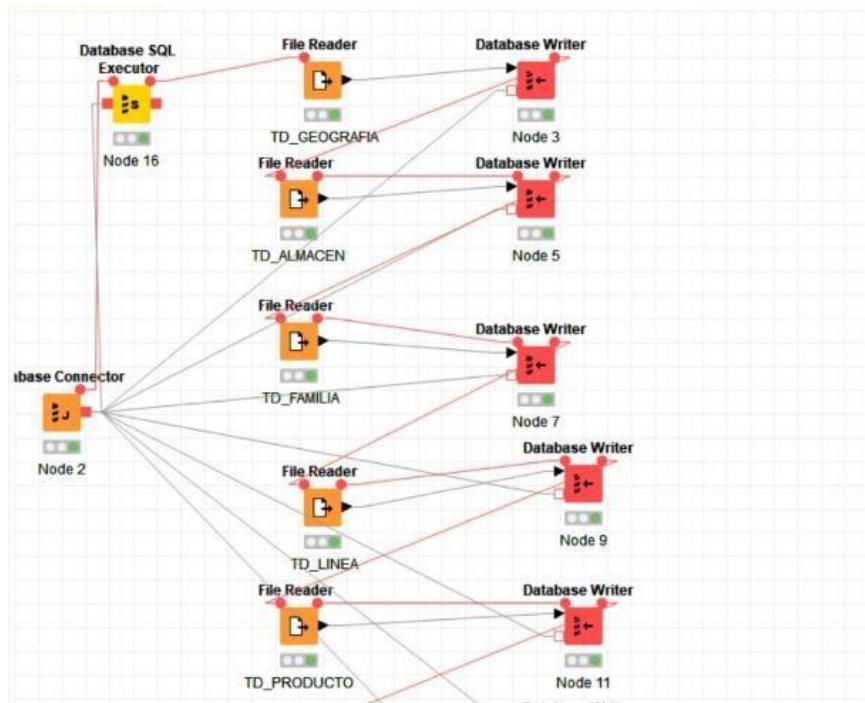 Database SQL
Executor
Node 16
File Reader
TD_GEOGRAFIA
Database Writer
Node 3
File Reader
TD_ALMACEN
Database Writer
Node 5
File Reader
TD_FAMILIA
Database Writer
Node 7
abase Connector
Node 2
File Reader
TD_LINEA
Database Writer
Node 9
File Reader
TD_PRODUCTO
Database Writer
Node 11